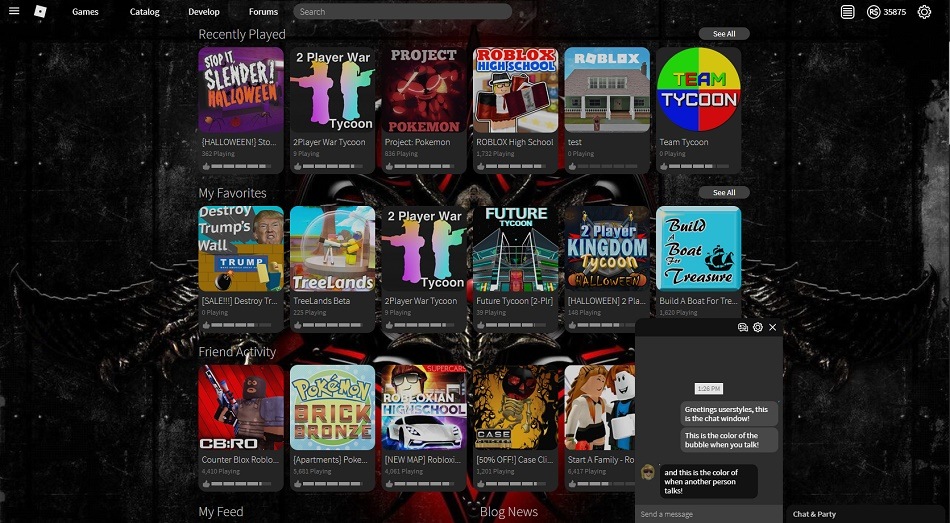 Games Catalog Develop Forums Search R$ 35875
Recently Played See All
STOP IT,
SLENDER!
HALLOWEEN
2 Player War
Tycoon
PROJECT
POKEMON
ROBLOX
HIGH SCHOOL
ROBLOX
TEAM
TYCOON
{HALLOWEEN!} Sto...
362 Playing
2Player War Tycoon
9 Playing
Project: Pokemon
836 Playing
ROBLOX High School
1,732 Playing
test
0 Playing
Team Tycoon
0 Playing
My Favorites See All
Destroy
Trump's
Wall
TRUMP
TreeLands
2 Player War
Tycoon
FUTURE
TYCOON
2 Player
KINGDOM
Tycoon
HALLOWEEN
Build
A
Boat
For
Treasure
[SALE!!!] Destroy Tr...
0 Playing
TreeLands Beta
225 Playing
2Player War Tycoon
9 Playing
Future Tycoon [2-Plr]
39 Playing
[HALLOWEEN] 2 Pla...
148 Playing
Build A Boat For Tre...
1,620 Playing
Friend Activity
CB:RO
POKéMON
BRICK
BRONZE
SUPERCARS
ROBLOXIAN
HIGHSCHOOL
CASE
Counter Blox Roblo...
4,410 Playing
[Apartments] Poke...
5,681 Playing
[NEW MAP] Robloxi...
4,061 Playing
[50% OFF!] Case Cli...
1,201 Playing
Start A Family - Ro
6,417 Playing
1:26 PM
Greetings userstyles, this
is the chat window!
This is the color of the
bubble when you talk!
and this is the color of
when another person
talks!
Send a message
My Feed Blog News
Chat & Party